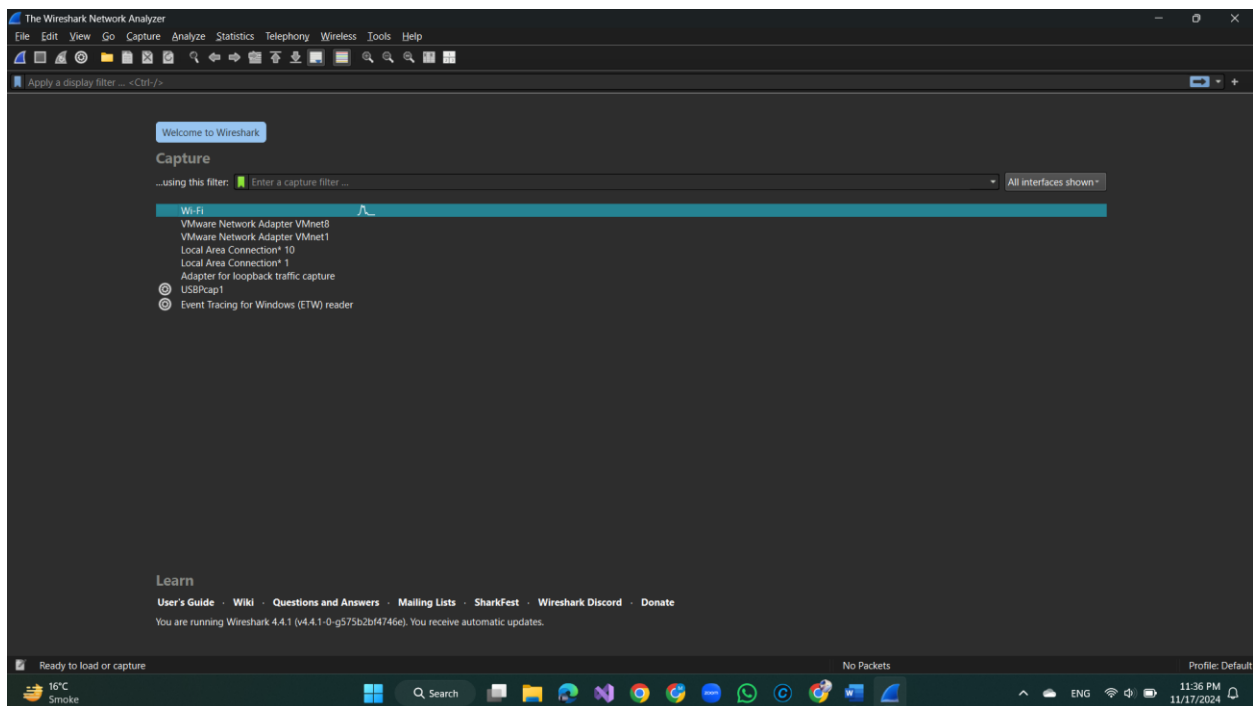 The Wireshark Network Analyzer
File Edit View Go Capture Analyze Statistics Telephony Wireless Tools Help
Apply a display filter ... <Ctrl-/>
Welcome to Wireshark
Capture
...using this filter: Enter a capture filter ... All interfaces shown
Wi-Fi
VMware Network Adapter VMnet8
VMware Network Adapter VMnet1
Local Area Connection* 10
Local Area Connection* 1
Adapter for loopback traffic capture
USBPcap1
Event Tracing for Windows (ETW) reader
Learn
User's Guide · Wiki · Questions and Answers · Mailing Lists · SharkFest · Wireshark Discord · Donate
You are running Wireshark 4.4.1 (v4.4.1-0-g575b2bf4746e). You receive automatic updates.
Ready to load or capture No Packets Profile: Default
16°C
Smoke
Search
ENG
11:36 PM
11/17/2024